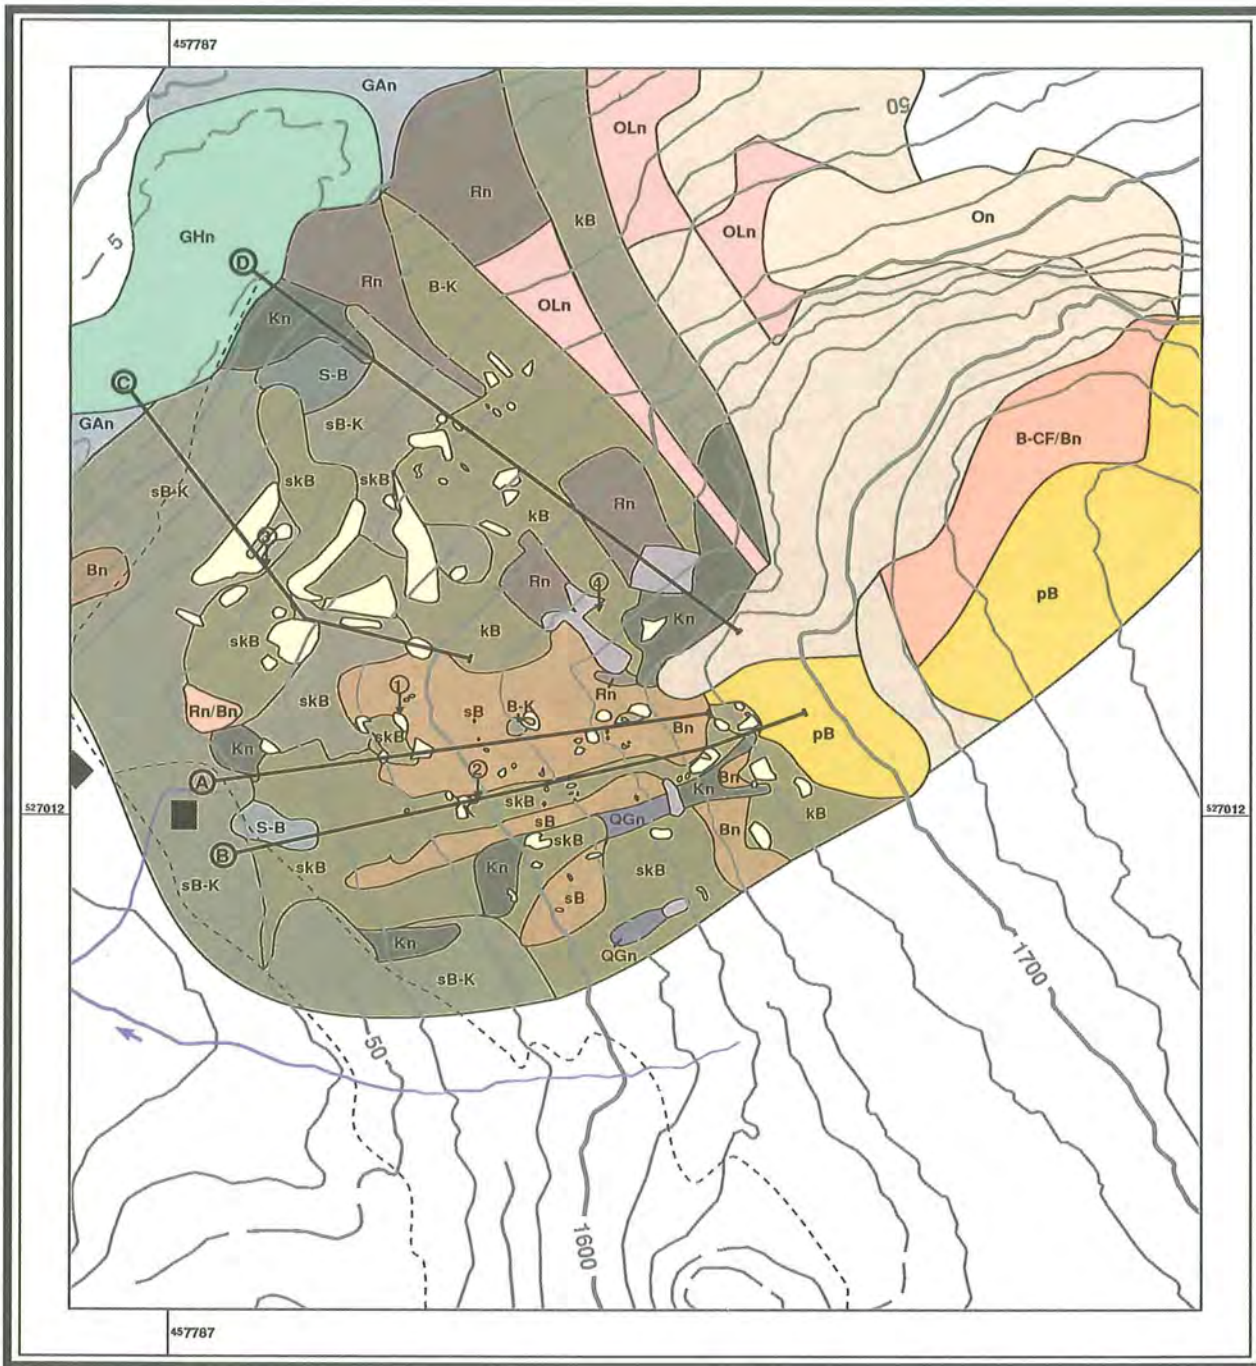 457787
GAn
50
OLn
Rn
GHn
kB
OLn
On
5
D
Rn
B-K
OLn
Kn
S-B
C
GAn
sB-K
B-CF/Bn
skB
skB
sB-K
Rn
kB
3
Bn
Rn
4
pB
Kn
skB
kB
Rn
1
skB
B-K
Rn/Bn
sB
Bn
skB
pB
Kn
2
A
Bn
Kn
skB
kB
527012
527012
S-B
sB
QGn
Bn
B
skB
skB
Kn
skB
sB-K
sB
Kn
QGn
sB-K
1700
50
1600
457787